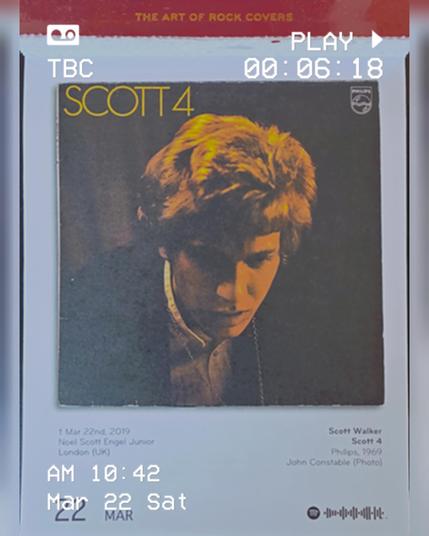 THE ART OF ROCK COVERS
PLAY
TBC
00:06:18
SCOTT 4
PHILIPS
† Mar 22nd, 2019
Noel Scott Engel Junior
London (UK)
Scott Walker
Scott 4
Philips, 1969
John Constable (Photo)
AM 10:42
Mar 22 Sat
22 MAR